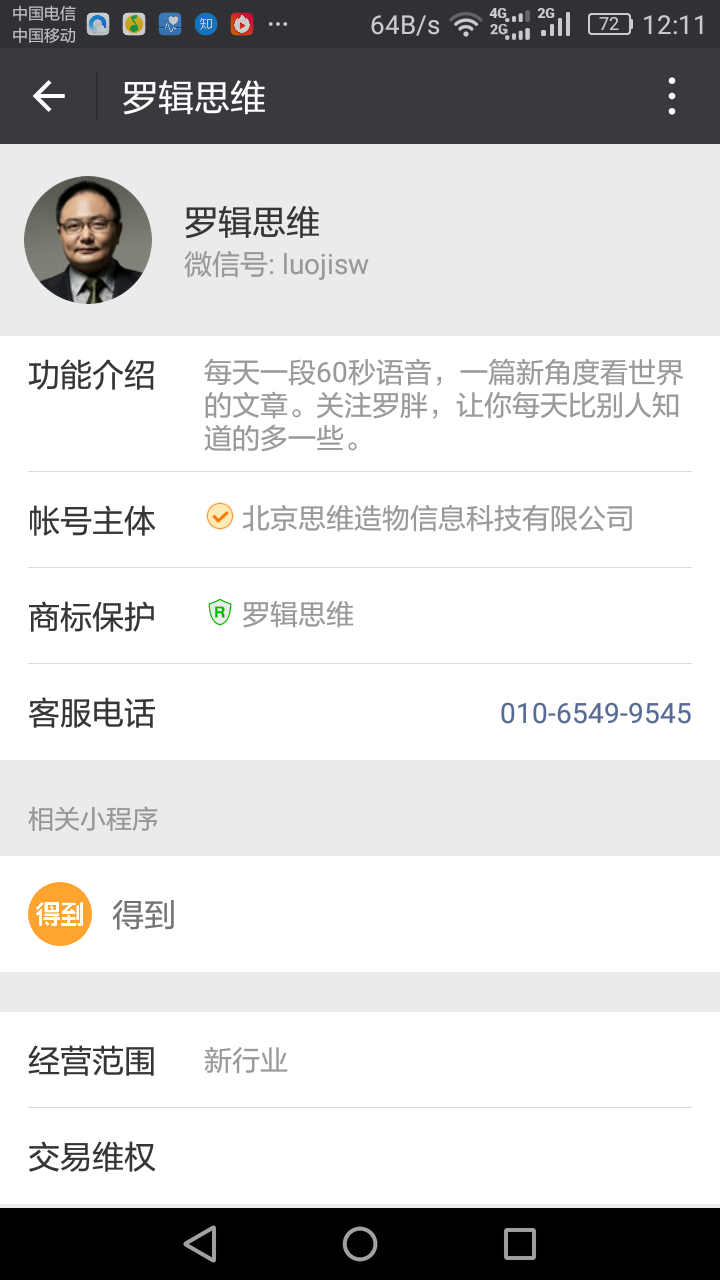 中国电信
中国移动
知
64B/s
4G
2G
2G
72
12:11
罗辑思维
罗辑思维
微信号: luojisw
功能介绍
每天一段60秒语音，一篇新角度看世界
的文章。关注罗胖，让你每天比别人知
道的多一些。
帐号主体
北京思维造物信息科技有限公司
商标保护
R
罗辑思维
客服电话
010-6549-9545
相关小程序
得到
得到
经营范围
新行业
交易维权